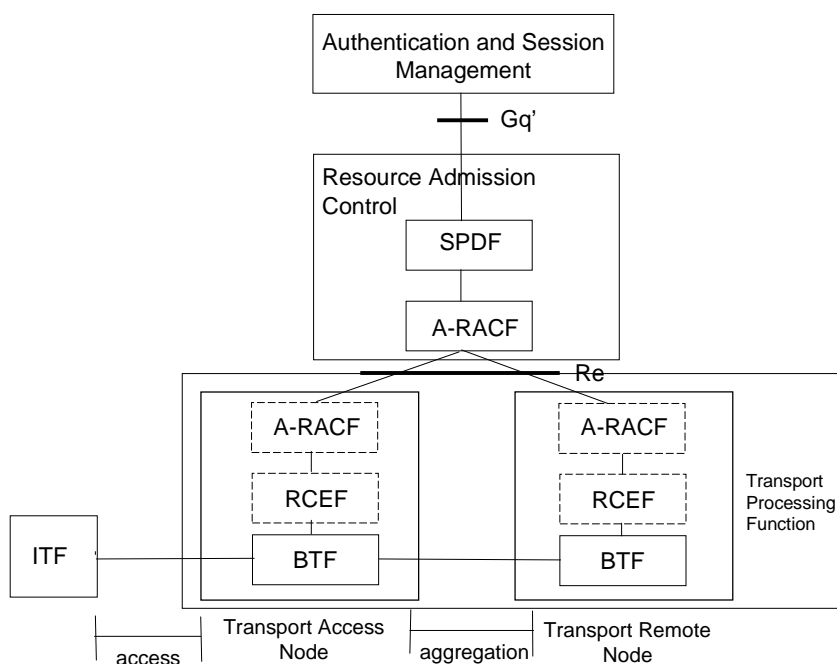 Authentication and Session
Management
Gq’
Resource Admission
Control
SPDF
A-RACF
Re
A-RACF
A-RACF
RCEF
RCEF
Transport
Processing
Function
ITF
BTF
BTF
access
Transport Access
Node
aggregation
Transport Remote
Node